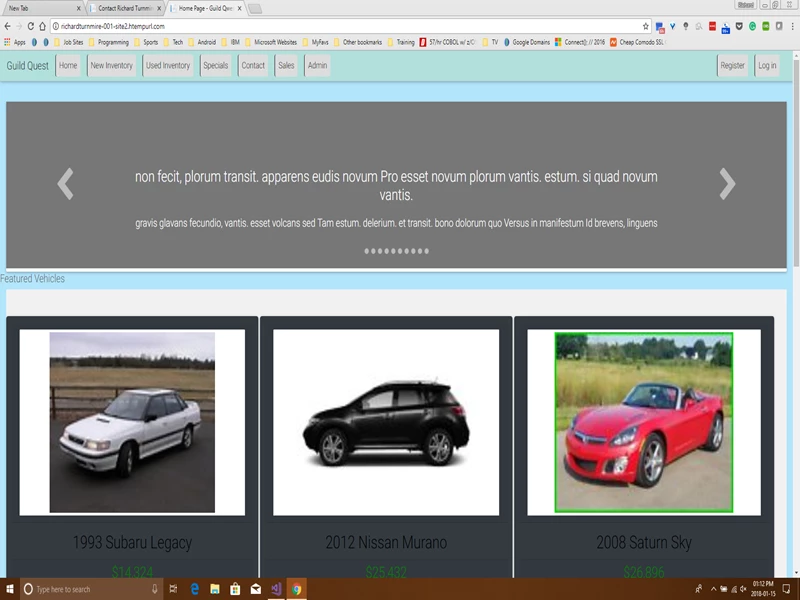 New Tab
Contact Richard Turnmi
Home Page - Guild Qwe
Richard
richardturnmire-001-site2.htempurl.com
Apps
Job Sites
Programming
Sports
Tech
Android
IBM
Microsoft Websites
MyFavs
Other bookmarks
Training
57/hr COBOL w/ z/O
TV
Google Domains
Connect(); // 2016
Cheap Comodo SSL
Guild Quest
Home
New Inventory
Used Inventory
Specials
Contact
Sales
Admin
Register
Log in
non fecit, plorum transit. apparens eudis novum Pro esset novum plorum vantis. estum. si quad novum
vantis.
gravis glavans fecundio, vantis. esset volcans sed Tam estum. delerium. et transit. bono dolorum quo Versus in manifestum Id brevens, linguens
Featured Vehicles
1993 Subaru Legacy
2012 Nissan Murano
2008 Saturn Sky
$14,324
$25,432
$26,896
Type here to search
01:12 PM
2018-01-15